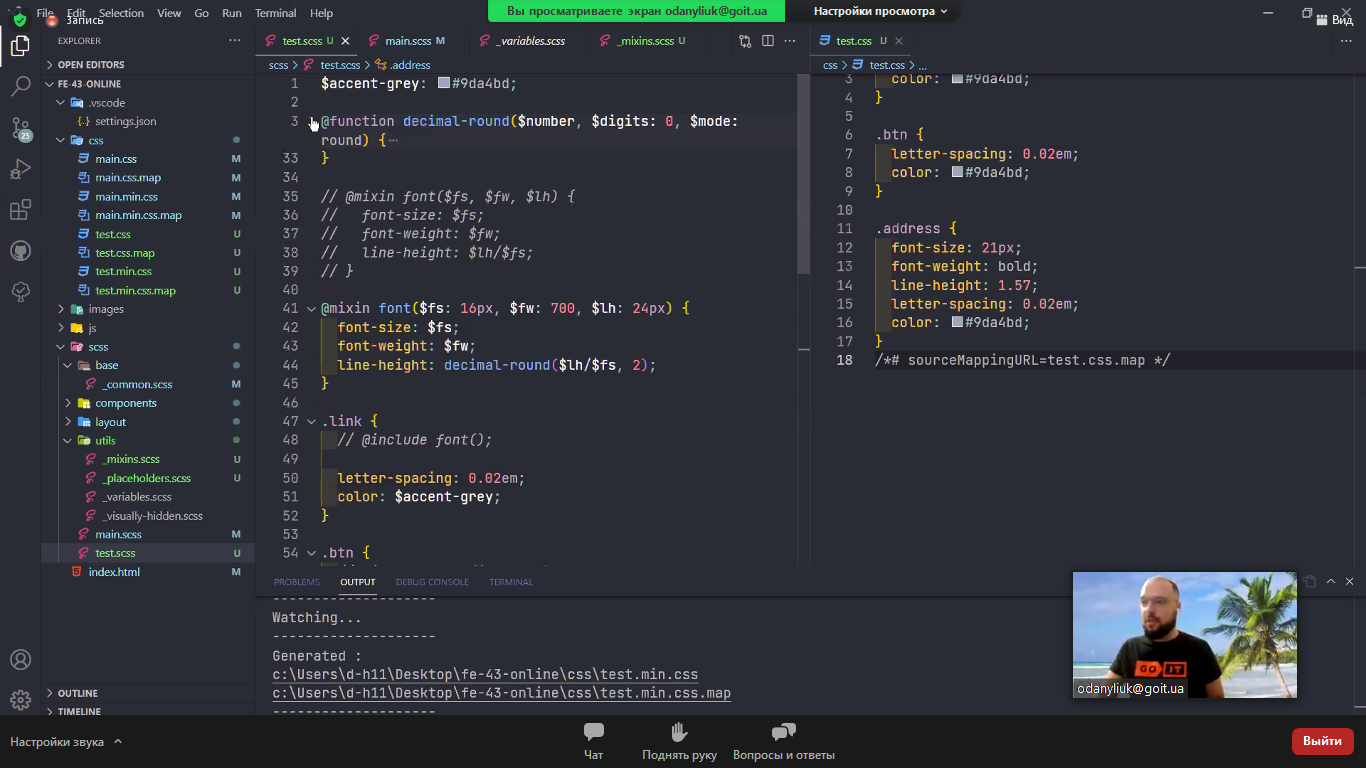 File Edit Selection View Go Run Terminal Help
Запись
Вы просматриваете экран odanyliuk@goit.ua
Настройки просмотра
Вид
EXPLORER
OPEN EDITORS
FE-43-ONLINE
.vscode
settings.json
css
main.css M
main.css.map M
main.min.css M
main.min.css.map M
test.css U
test.css.map U
test.min.css U
test.min.css.map U
images
js
scss
base
_common.scss M
components
layout
utils
_mixins.scss U
_placeholders.scss U
_variables.scss
_visually-hidden.scss
main.scss M
test.scss U
index.html M
OUTLINE
TIMELINE
25
test.scss U
main.scss M
_variables.scss
_mixins.scss U
scss > test.scss > .address
1 $accent-grey: #9da4bd;
2
3 @function decimal-round($number, $digits: 0, $mode:
round) {
33 }
34
35 // @mixin font($fs, $fw, $lh) {
36 // font-size: $fs;
37 // font-weight: $fw;
38 // line-height: $lh/$fs;
39 // }
40
41 @mixin font($fs: 16px, $fw: 700, $lh: 24px) {
42 font-size: $fs;
43 font-weight: $fw;
44 line-height: decimal-round($lh/$fs, 2);
45 }
46
47 .link {
48 // @include font();
49
50 letter-spacing: 0.02em;
51 color: $accent-grey;
52 }
53
54 .btn {
test.css U
css > test.css > ...
3 color: #9da4bd;
4 }
5
6 .btn {
7 letter-spacing: 0.02em;
8 color: #9da4bd;
9 }
10
11 .address {
12 font-size: 21px;
13 font-weight: bold;
14 line-height: 1.57;
15 letter-spacing: 0.02em;
16 color: #9da4bd;
17 }
18 /*# sourceMappingURL=test.css.map */
PROBLEMS OUTPUT DEBUG CONSOLE TERMINAL
--------------------
Watching...
--------------------
Generated :
c:\Users\d-h11\Desktop\fe-43-online\css\test.min.css
c:\Users\d-h11\Desktop\fe-43-online\css\test.min.css.map
--------------------
GO IT
odanyliuk@goit.ua
Настройки звука
Чат
Поднять руку
Вопросы и ответы
Выйти